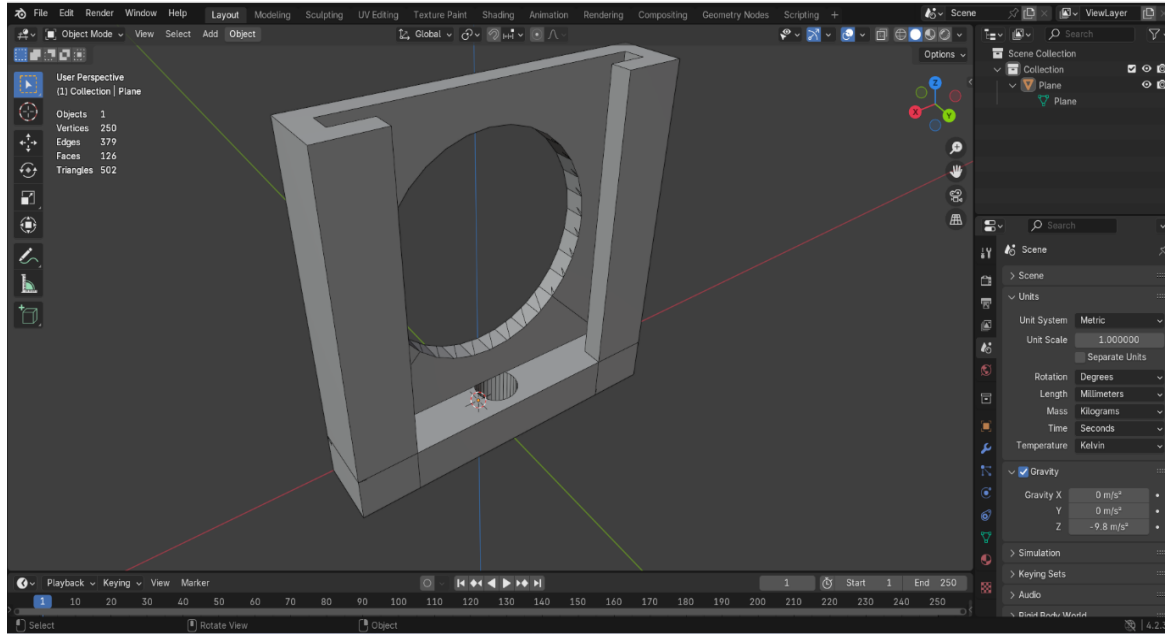 File Edit Render Window Help Layout Modeling Sculpting UV Editing Texture Paint Shading Animation Rendering Compositing Geometry Nodes Scripting + Scene ViewLayer
Object Mode View Select Add Object Global Search
Options
User Perspective
(1) Collection | Plane
Objects 1
Vertices 250
Edges 379
Faces 126
Triangles 502
Z
X
Y
Scene Collection
Collection
Plane
Plane
Search
Scene
Scene
Units
Unit System Metric
Unit Scale 1.000000
Separate Units
Rotation Degrees
Length Millimeters
Mass Kilograms
Time Seconds
Temperature Kelvin
Gravity
Gravity X 0 m/s²
Y 0 m/s²
Z -9.8 m/s²
Simulation
Keying Sets
Audio
Rigid Body World
Playback Keying View Marker 1 Start 1 End 250
1 10 20 30 40 50 60 70 80 90 100 110 120 130 140 150 160 170 180 190 200 210 220 230 240 250
Select Rotate View Object